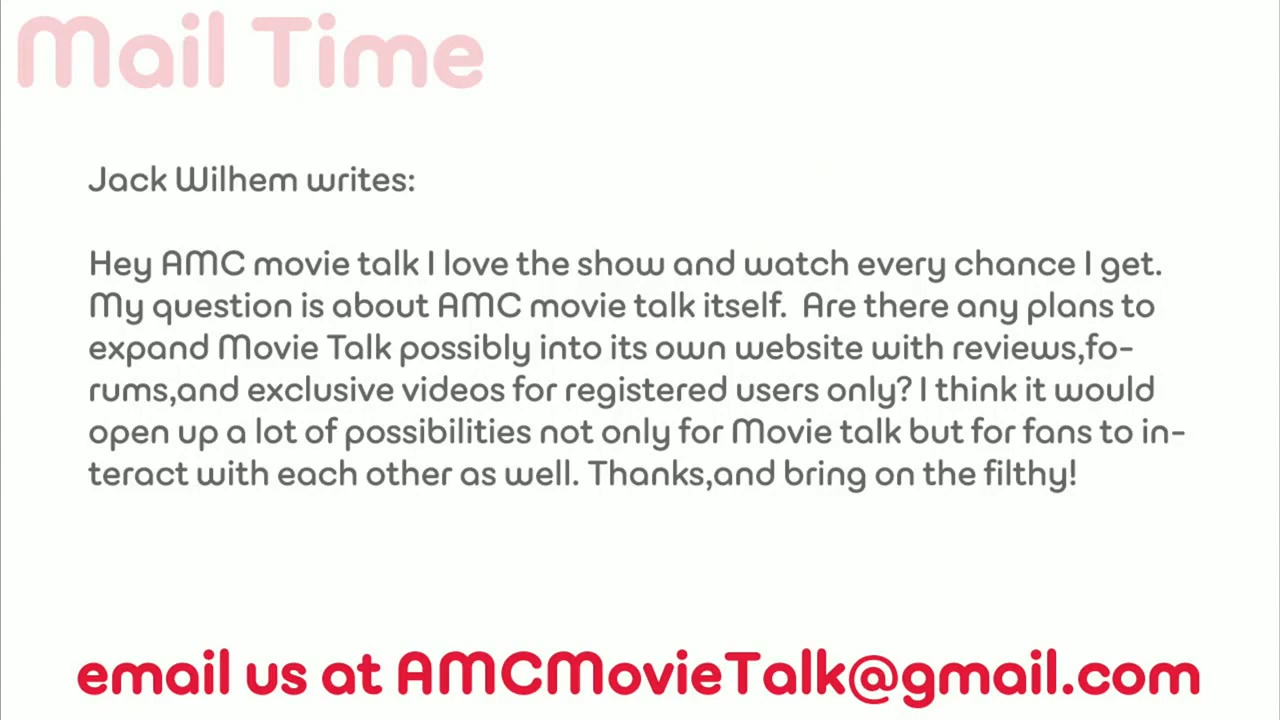 Mail Time
Jack Wilhem writes:
Hey AMC movie talk I love the show and watch every chance I get.
My question is about AMC movie talk itself.  Are there any plans to
expand Movie Talk possibly into its own website with reviews,fo-
rums,and exclusive videos for registered users only? I think it would
open up a lot of possibilities not only for Movie talk but for fans to in-
teract with each other as well. Thanks,and bring on the filthy!
email us at AMCMovieTalk@gmail.com